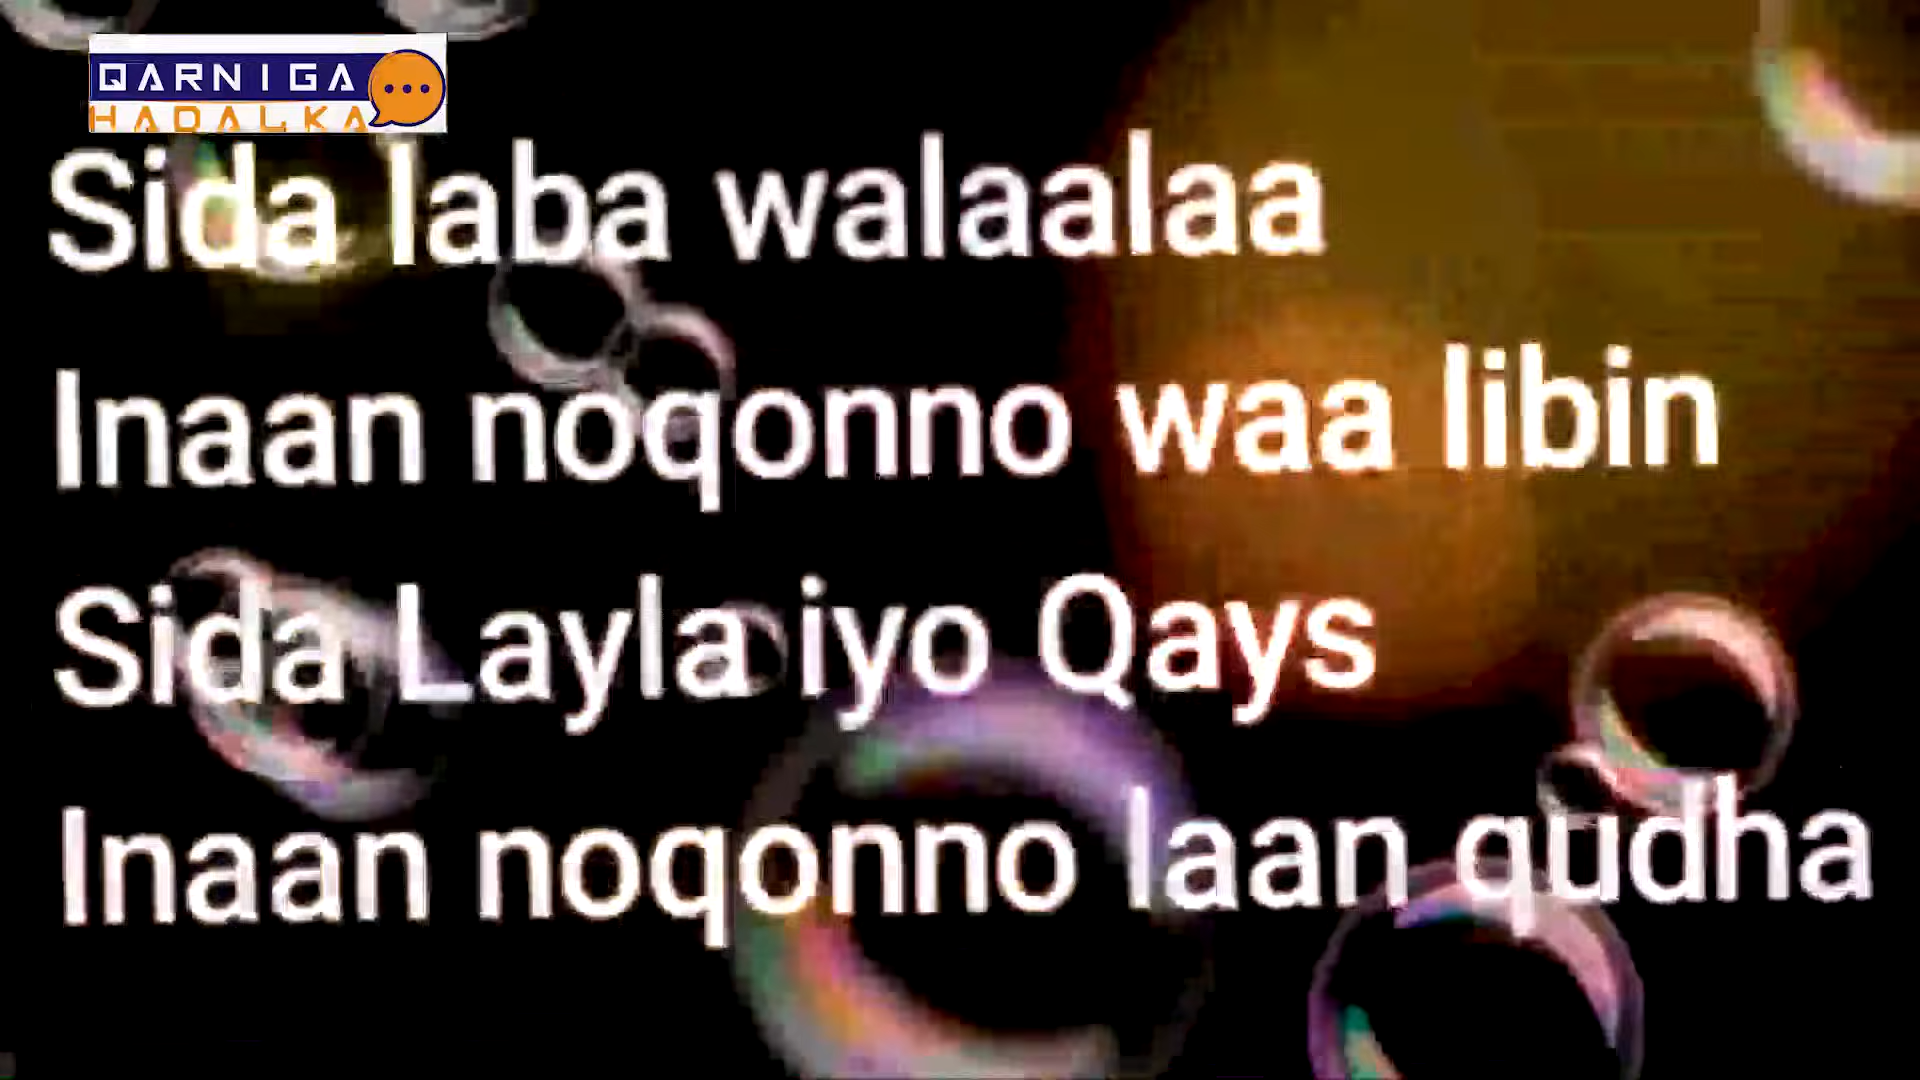 QARNIGA
HADALKA
Sida laba walaalaa
Inaan noqonno waa libin
Sida Layla iyo Qays
Inaan noqonno laan qudha